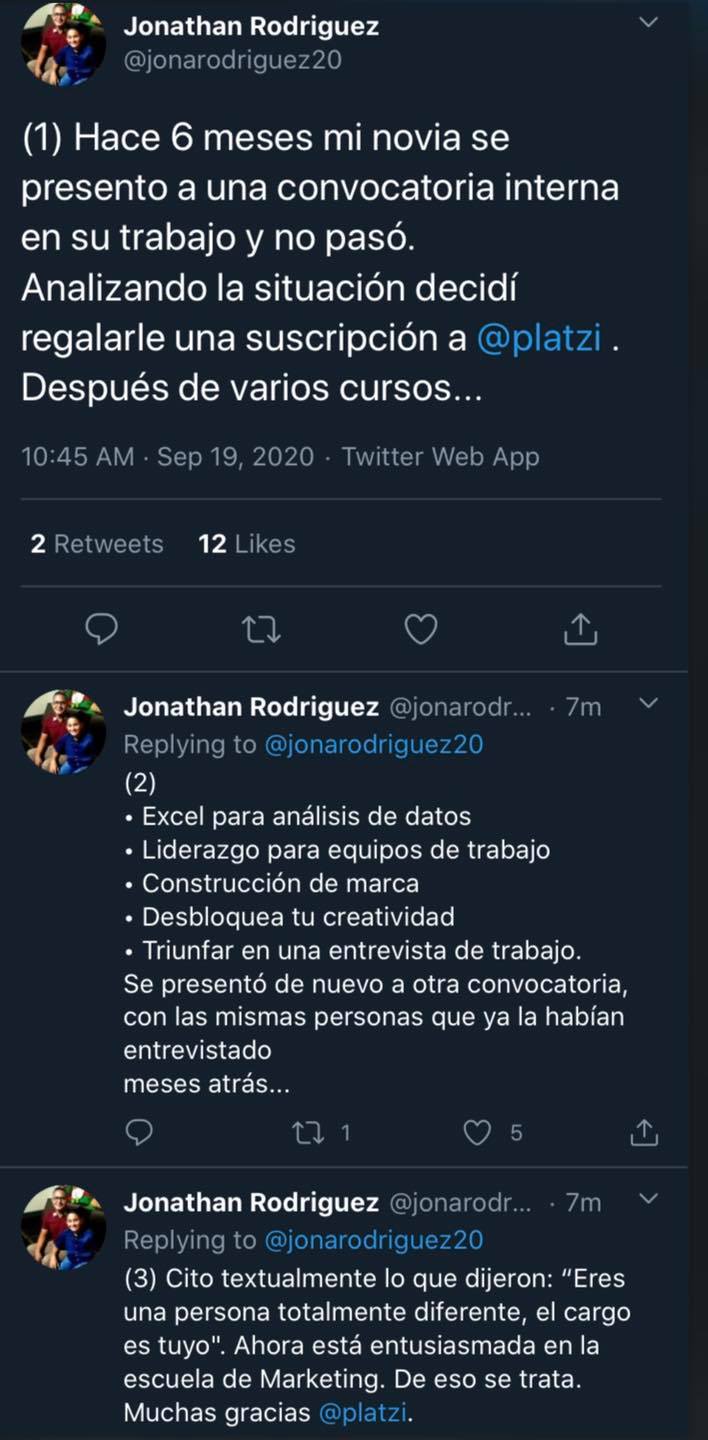 Jonathan Rodriguez
@jonarodriguez20
(1) Hace 6 meses mi novia se
presento a una convocatoria interna
en su trabajo y no pasó.
Analizando la situación decidí
regalarle una suscripción a @platzi .
Después de varios cursos...
10:45 AM · Sep 19, 2020 · Twitter Web App
2 Retweets 12 Likes
Jonathan Rodriguez @jonarodr... · 7m
Replying to @jonarodriguez20
(2)
• Excel para análisis de datos
• Liderazgo para equipos de trabajo
• Construcción de marca
• Desbloquea tu creatividad
• Triunfar en una entrevista de trabajo.
Se presentó de nuevo a otra convocatoria,
con las mismas personas que ya la habían
entrevistado
meses atrás...
1 5
Jonathan Rodriguez @jonarodr... · 7m
Replying to @jonarodriguez20
(3) Cito textualmente lo que dijeron: “Eres
una persona totalmente diferente, el cargo
es tuyo". Ahora está entusiasmada en la
escuela de Marketing. De eso se trata.
Muchas gracias @platzi.